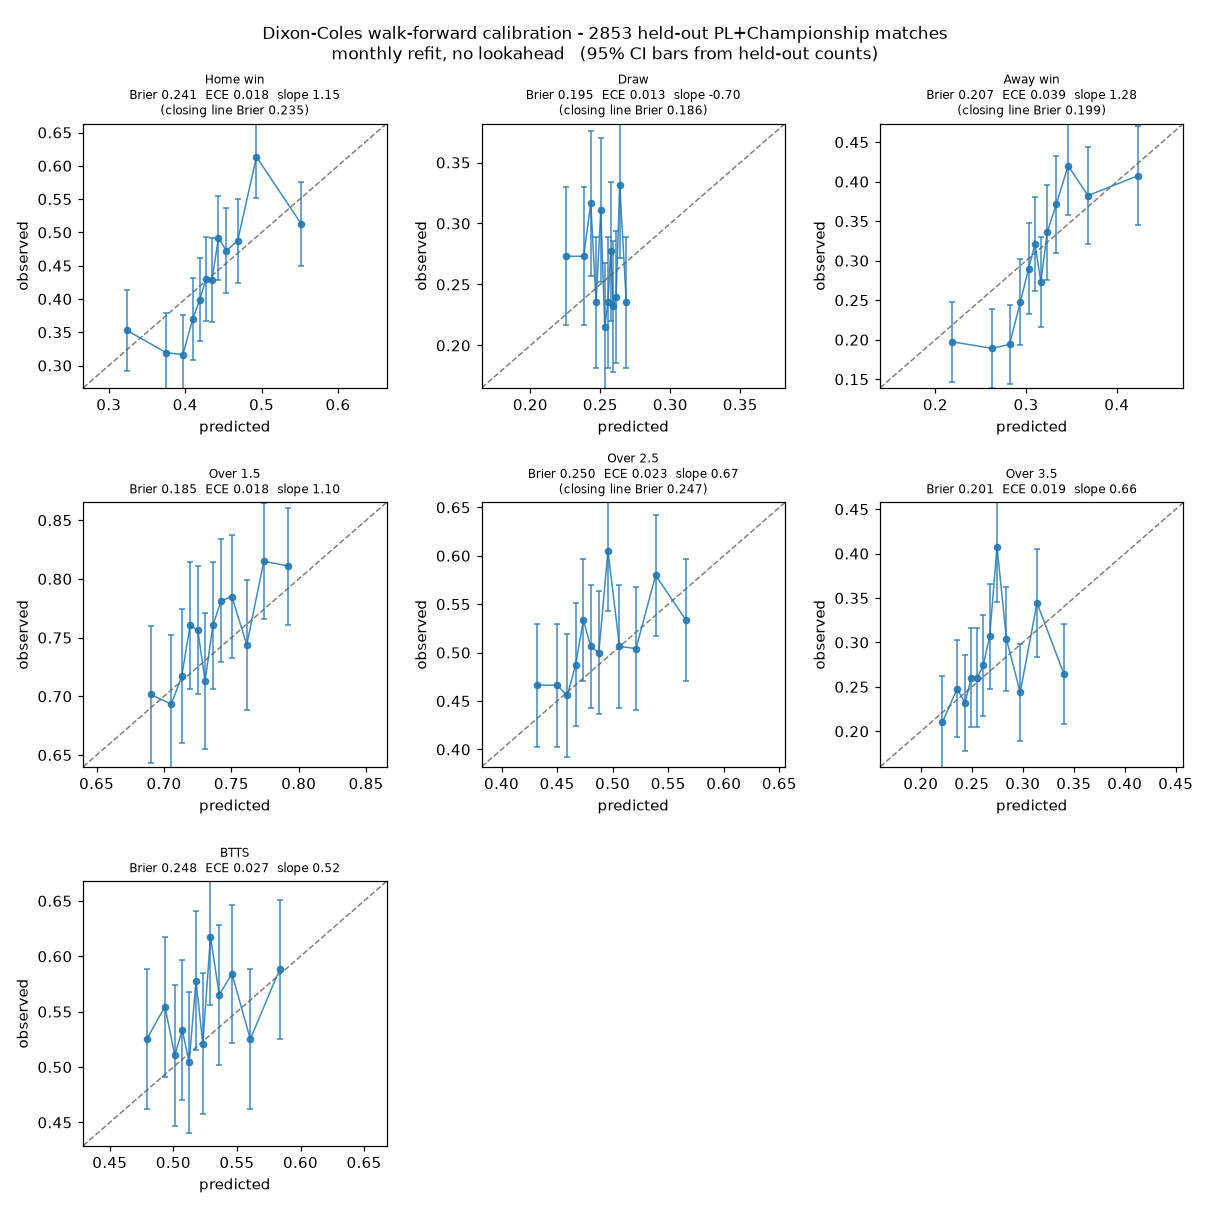 Dixon-Coles walk-forward calibration - 2853 held-out PL+Championship matches
monthly refit, no lookahead   (95% CI bars from held-out counts)
Home win
Brier 0.241  ECE 0.018  slope 1.15
(closing line Brier 0.235)
0.65
0.60
0.55
0.50
0.45
0.40
0.35
0.30
observed
0.3 0.4 0.5 0.6
predicted
Draw
Brier 0.195  ECE 0.013  slope -0.70
(closing line Brier 0.186)
0.35
0.30
0.25
0.20
observed
0.20 0.25 0.30 0.35
predicted
Away win
Brier 0.207  ECE 0.039  slope 1.28
(closing line Brier 0.199)
0.45
0.40
0.35
0.30
0.25
0.20
0.15
observed
0.2 0.3 0.4
predicted
Over 1.5
Brier 0.185  ECE 0.018  slope 1.10
0.85
0.80
0.75
0.70
0.65
observed
0.65 0.70 0.75 0.80 0.85
predicted
Over 2.5
Brier 0.250  ECE 0.023  slope 0.67
(closing line Brier 0.247)
0.65
0.60
0.55
0.50
0.45
0.40
observed
0.40 0.45 0.50 0.55 0.60 0.65
predicted
Over 3.5
Brier 0.201  ECE 0.019  slope 0.66
0.45
0.40
0.35
0.30
0.25
0.20
observed
0.20 0.25 0.30 0.35 0.40 0.45
predicted
BTTS
Brier 0.248  ECE 0.027  slope 0.52
0.65
0.60
0.55
0.50
0.45
observed
0.45 0.50 0.55 0.60 0.65
predicted